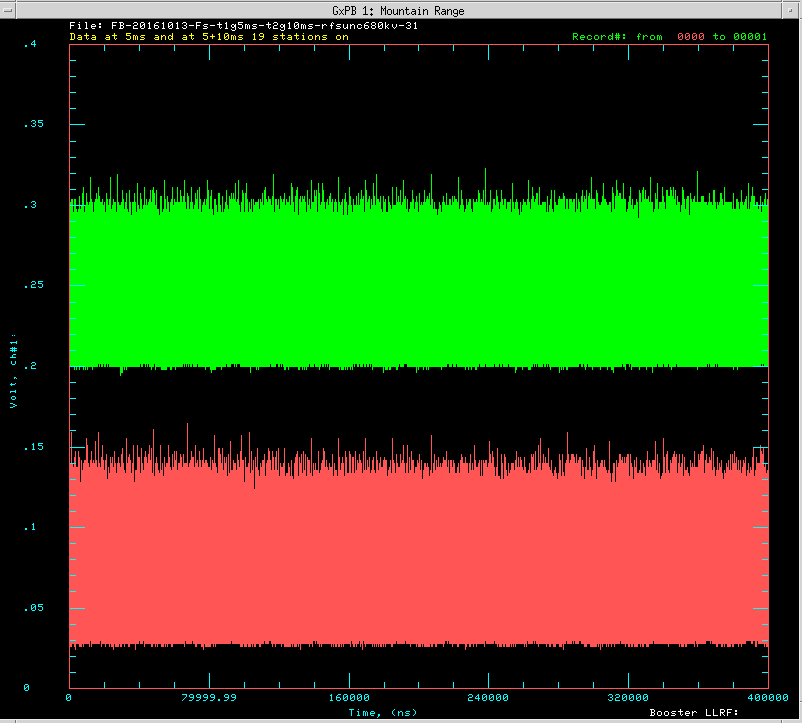 GxPB 1: Mountain Range
File: FB-20161013-Fs-t1g5ms-t2g10ms-rfsunc680kv-31
Data at 5ms and at 5+10ms 19 stations on
Record#: from 0000 to 00001
.4
.35
.3
.25
.2
.15
.1
.05
0
Volt, ch#1:
0
79999.99
160000
240000
320000
400000
Time, (ns)
Booster LLRF: